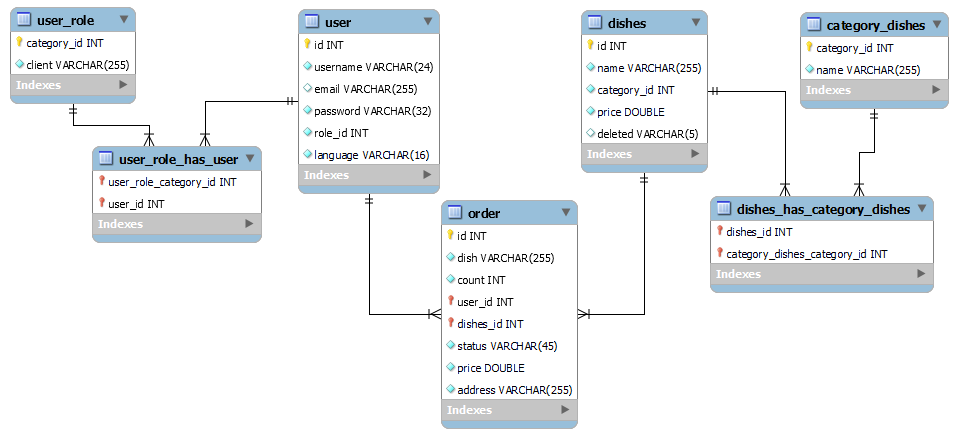 user_role
category_id INT
client VARCHAR(255)
Indexes
user
id INT
username VARCHAR(24)
email VARCHAR(255)
password VARCHAR(32)
role_id INT
language VARCHAR(16)
Indexes
dishes
id INT
name VARCHAR(255)
category_id INT
price DOUBLE
deleted VARCHAR(5)
Indexes
category_dishes
category_id INT
name VARCHAR(255)
Indexes
user_role_has_user
user_role_category_id INT
user_id INT
Indexes
order
id INT
dish VARCHAR(255)
count INT
user_id INT
dishes_id INT
status VARCHAR(45)
price DOUBLE
address VARCHAR(255)
Indexes
dishes_has_category_dishes
dishes_id INT
category_dishes_category_id INT
Indexes